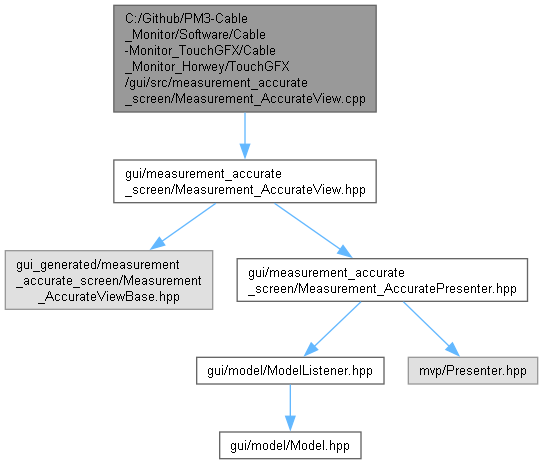 C:/Github/PM3-Cable
_Monitor/Software/Cable
-Monitor_TouchGFX/Cable
_Monitor_Horwey/TouchGFX
/gui/src/measurement_accurate
_screen/Measurement_AccurateView.cpp
gui/measurement_accurate
_screen/Measurement_AccurateView.hpp
gui_generated/measurement
_accurate_screen/Measurement
_AccurateViewBase.hpp
gui/measurement_accurate
_screen/Measurement_AccuratePresenter.hpp
gui/model/ModelListener.hpp
mvp/Presenter.hpp
gui/model/Model.hpp